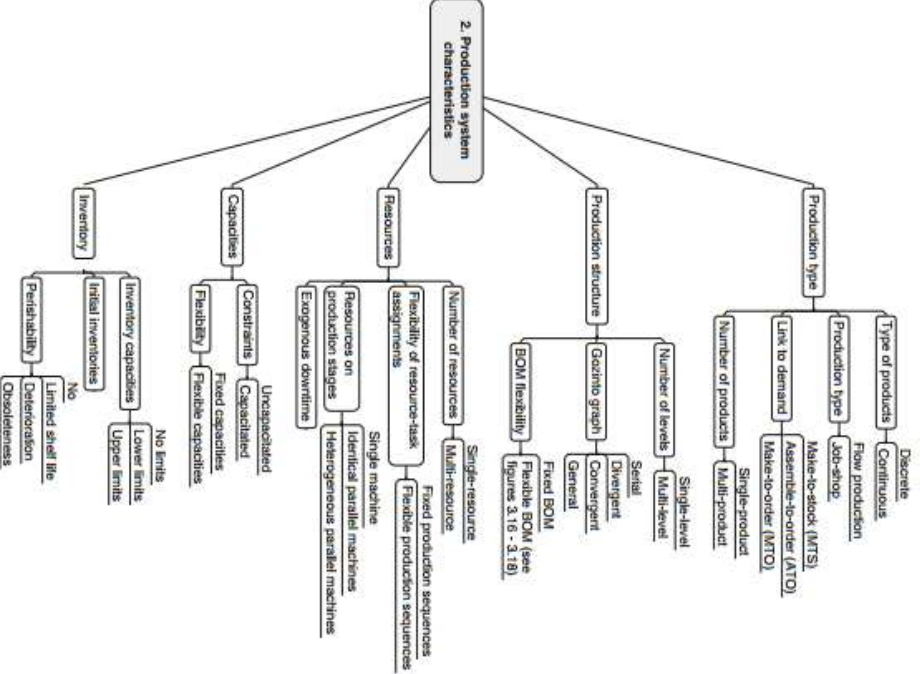 2. Production system
characteristics
Production type
Type of products
Discrete
Continuous
Production type
Flow production
Job-shop
Link to demand
Make-to-stock (MTS)
Assemble-to-order (ATO)
Make-to-order (MTO)
Number of products
Single-product
Multi-product
Production structure
Number of levels
Single-level
Multi-level
Gozinto graph
Serial
Divergent
Convergent
General
BOM flexibility
Fixed BOM
Flexible BOM (see
figures 3.16 - 3.18)
Resources
Number of resources
Single-resource
Multi-resource
Flexibility of resource-task
assignments
Fixed production sequences
Flexible production sequences
Resources on
production stages
Single machine
Identical parallel machines
Heterogeneous parallel machines
Exogenous downtime
Capacities
Constraints
Uncapacitated
Capacitated
Flexibility
Fixed capacities
Flexible capacities
Inventory
Inventory capacities
No limits
Lower limits
Upper limits
Initial inventories
Perishability
No
Limited shelf life
Deterioration
Obsoleteness